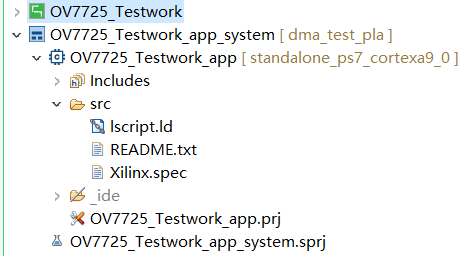 OV7725_Testwork
OV7725_Testwork_app_system [ dma_test_pla ]
OV7725_Testwork_app [ standalone_ps7_cortexa9_0 ]
Includes
src
lscript.ld
README.txt
Xilinx.spec
_ide
OV7725_Testwork_app.prj
OV7725_Testwork_app_system.sprj